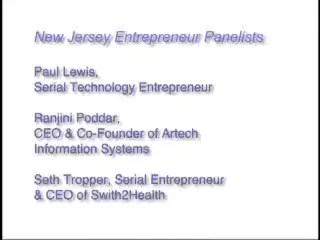 New Jersey Entrepreneur Panelists
Paul Lewis,
Serial Technology Entrepreneur
Ranjini Poddar,
CEO & Co-Founder of Artech
Information Systems
Seth Tropper, Serial Entrepreneur
& CEO of Swith2Health